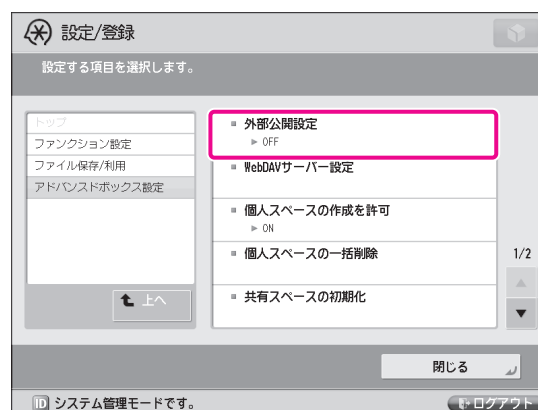 設定/登録
設定する項目を選択します。
トップ
ファンクション設定
ファイル保存/利用
アドバンスドボックス設定
上へ
外部公開設定
► OFF
WebDAVサーバー設定
個人スペースの作成を許可
► ON
個人スペースの一括削除
共有スペースの初期化
1/2
閉じる
ID システム管理モードです。
ログアウト